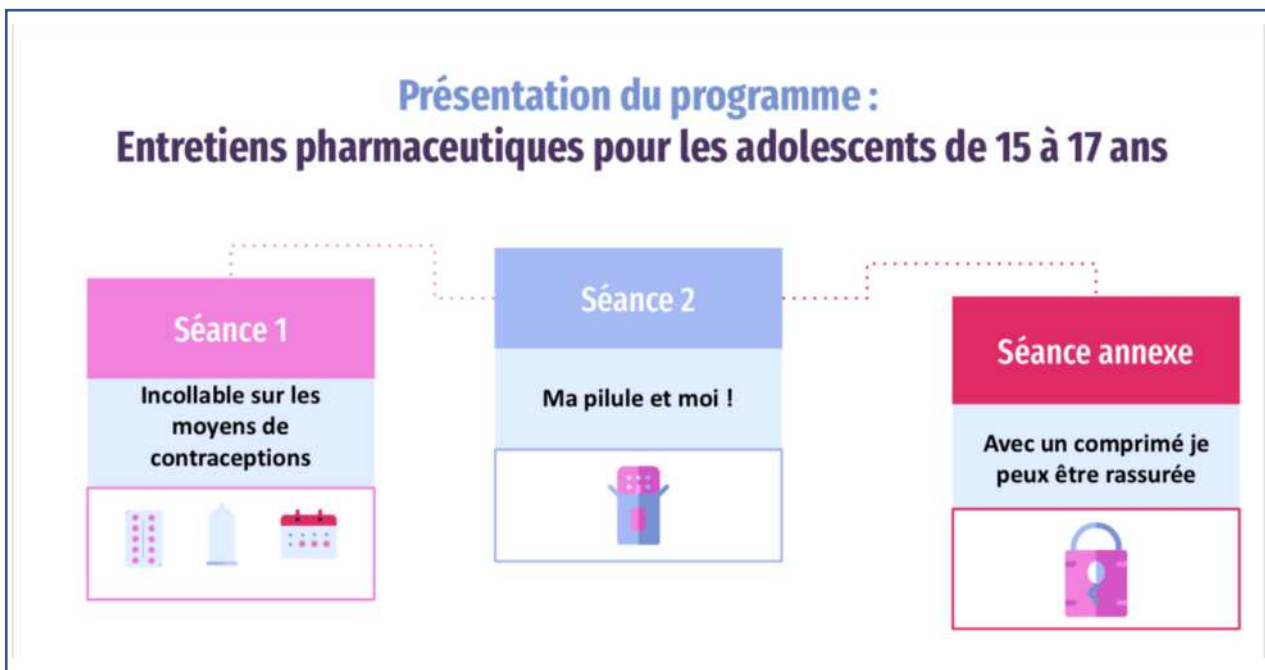 Présentation du programme :
Entretiens pharmaceutiques pour les adolescents de 15 à 17 ans
Séance 1
Incollable sur les
moyens de
contraceptions
Séance 2
Ma pilule et moi !
Séance annexe
Avec un comprimé je
peux être rassurée